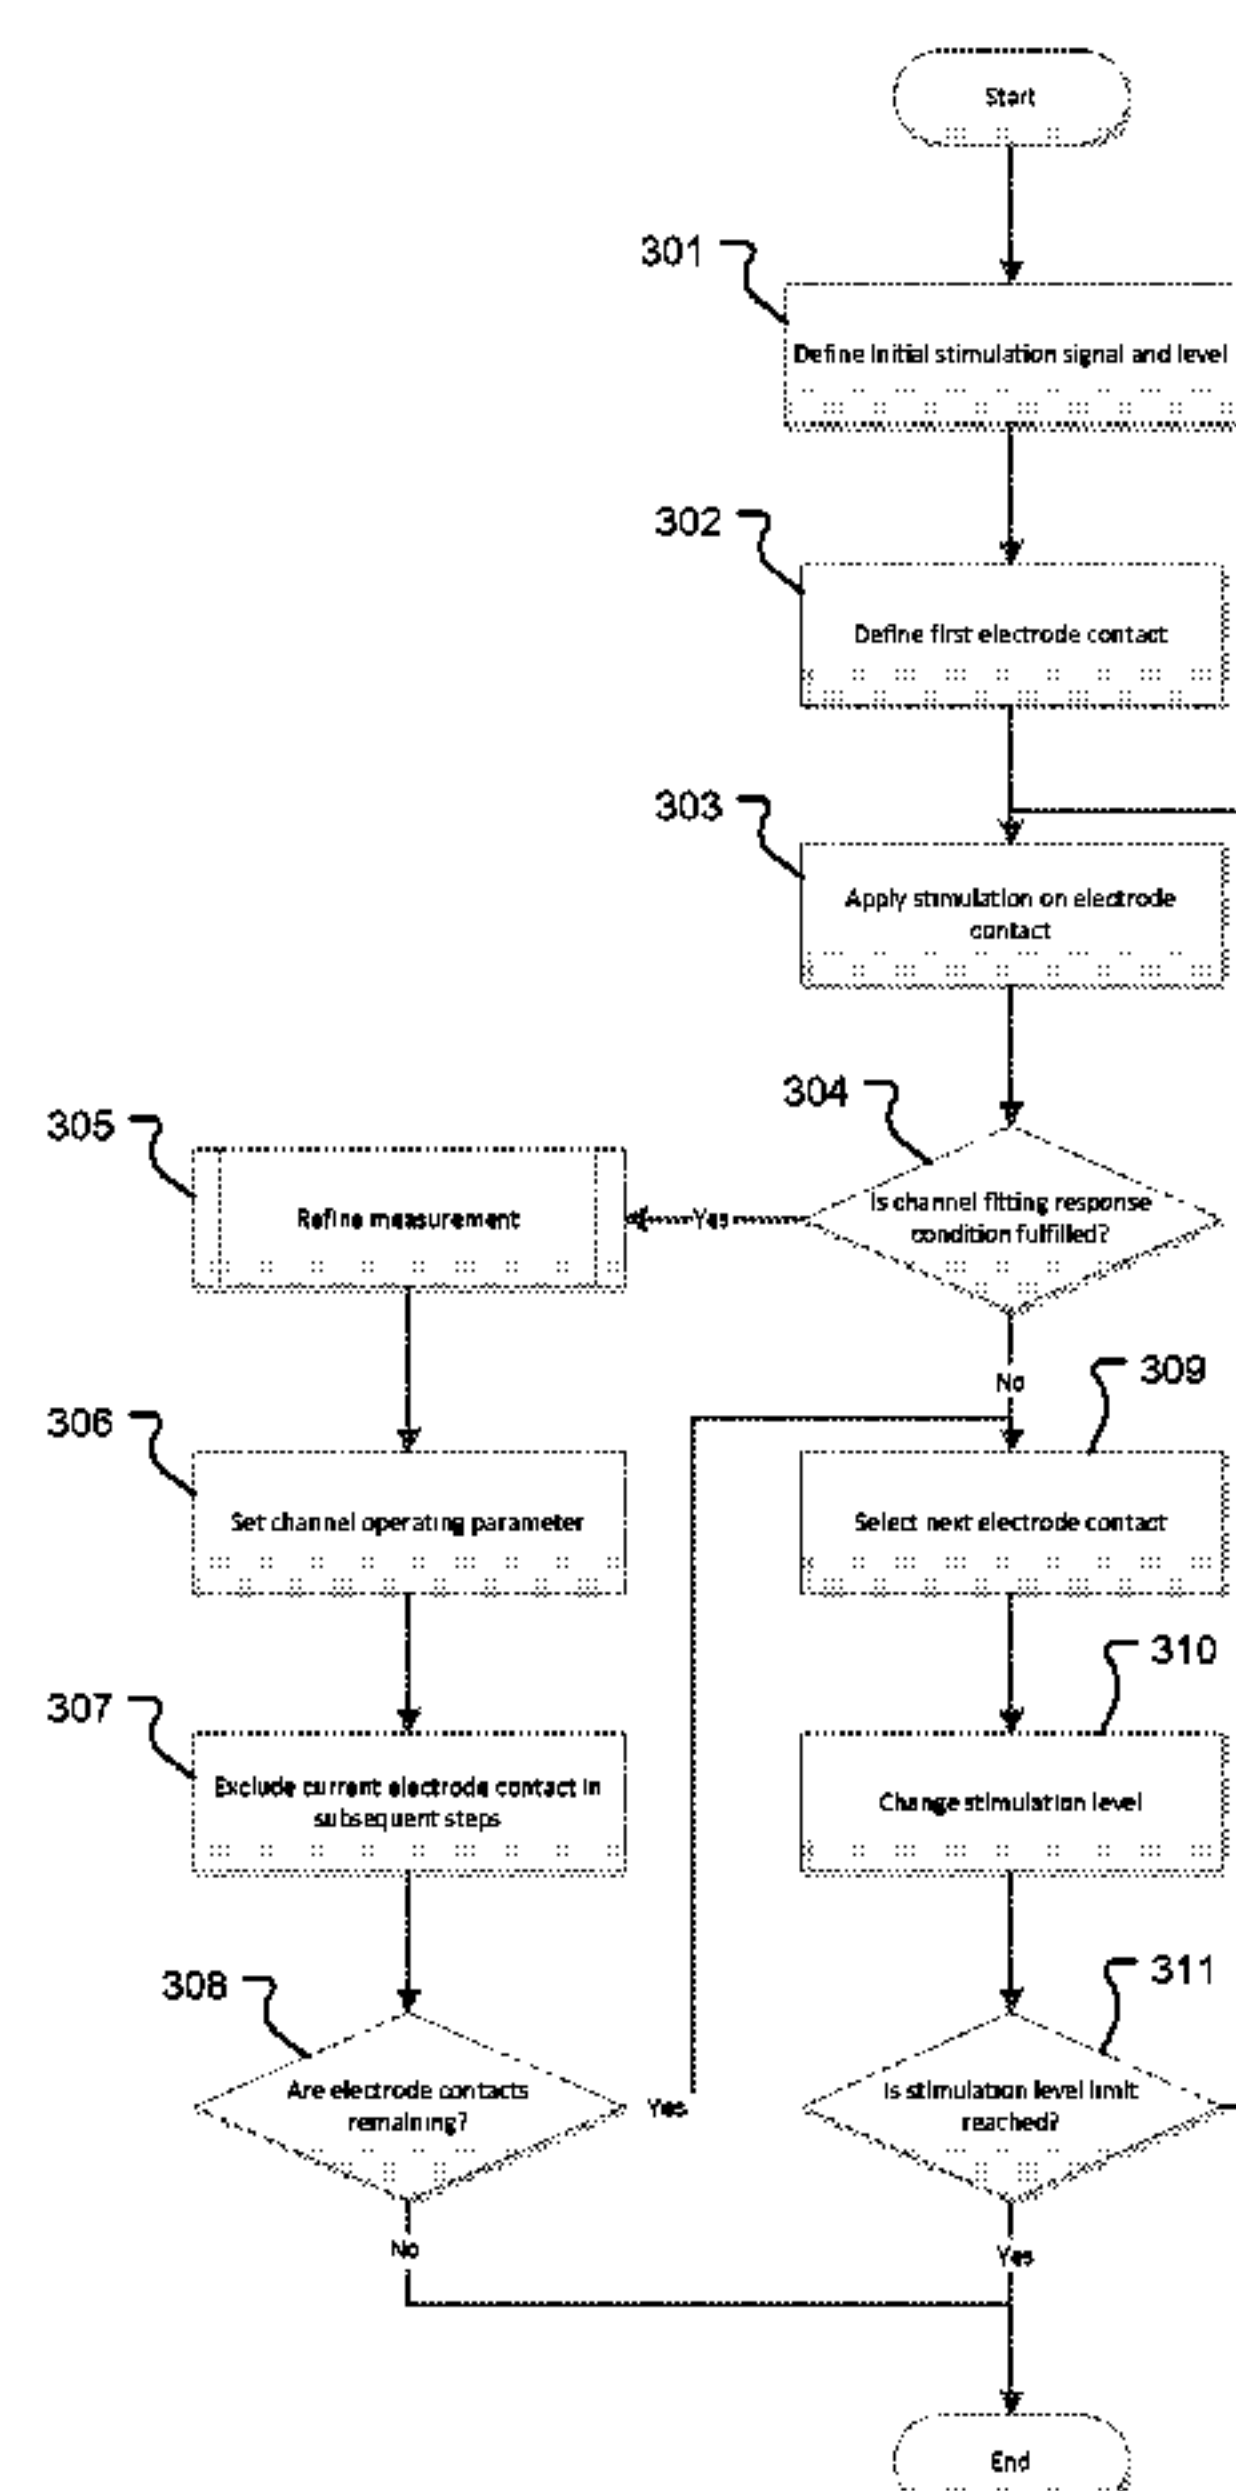 Start
301
Define initial stimulation signal and level
302
Define first electrode contact
303
Apply stimulation on electrode
contact
304
Is channel fitting response
condition fulfilled?
Yes
305
Refine measurement
No
309
306
Set channel operating parameter
Select next electrode contact
310
307
Exclude current electrode contact in
subsequent steps
Change stimulation level
308
311
Are electrode contacts
remaining?
Yes
Is stimulation level limit
reached?
No
Yes
End